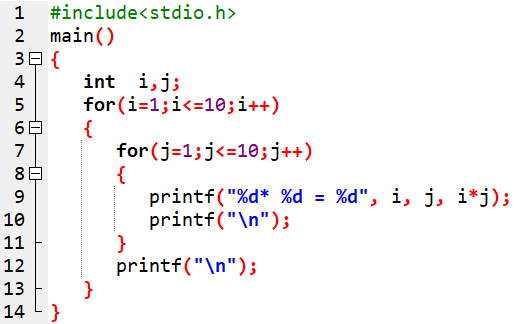 1 #include<stdio.h>
2 main()
3 {
4 int i,j;
5 for(i=1;i<=10;i++)
6 {
7 for(j=1;j<=10;j++)
8 {
9 printf("%d* %d = %d", i, j, i*j);
10 printf("\n");
11 }
12 printf("\n");
13 }
14 }